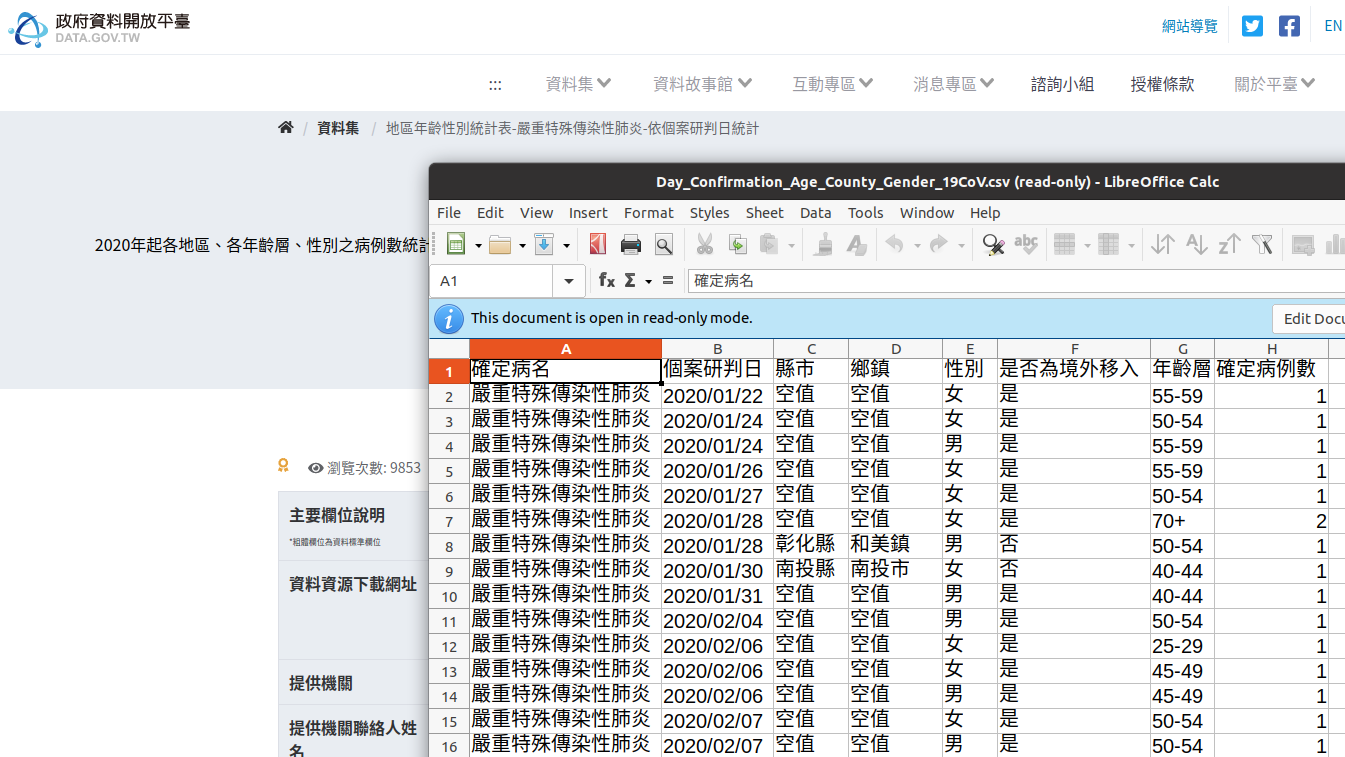 政府資料開放平臺
DATA.GOV.TW
網站導覽
EN
:::
資料集
資料故事館
互動專區
消息專區
諮詢小組
授權條款
關於平臺
/ 資料集 / 地區年齡性別統計表-嚴重特殊傳染性肺炎-依個案研判日統計
2020年起各地區、各年齡層、性別之病例數統計
瀏覽次數: 9853
主要欄位說明
*粗體欄位為資料標準欄位
資料資源下載網址
提供機關
提供機關聯絡人姓
名
Day_Confirmation_Age_County_Gender_19CoV.csv (read-only) - LibreOffice Calc
File Edit View Insert Format Styles Sheet Data Tools Window Help
A1 fx Σ = 確定病名
This document is open in read-only mode.
Edit Docu
A B C D E F G H
1 確定病名 個案研判日 縣市 鄉鎮 性別 是否為境外移入 年齡層 確定病例數
2 嚴重特殊傳染性肺炎 2020/01/22 空值 空值 女 是 55-59 1
3 嚴重特殊傳染性肺炎 2020/01/24 空值 空值 女 是 50-54 1
4 嚴重特殊傳染性肺炎 2020/01/24 空值 空值 男 是 55-59 1
5 嚴重特殊傳染性肺炎 2020/01/26 空值 空值 女 是 55-59 1
6 嚴重特殊傳染性肺炎 2020/01/27 空值 空值 女 是 50-54 1
7 嚴重特殊傳染性肺炎 2020/01/28 空值 空值 女 是 70+ 2
8 嚴重特殊傳染性肺炎 2020/01/28 彰化縣 和美鎮 男 否 50-54 1
9 嚴重特殊傳染性肺炎 2020/01/30 南投縣 南投市 女 否 40-44 1
10 嚴重特殊傳染性肺炎 2020/01/31 空值 空值 男 是 40-44 1
11 嚴重特殊傳染性肺炎 2020/02/04 空值 空值 男 是 50-54 1
12 嚴重特殊傳染性肺炎 2020/02/06 空值 空值 女 是 25-29 1
13 嚴重特殊傳染性肺炎 2020/02/06 空值 空值 女 是 45-49 1
14 嚴重特殊傳染性肺炎 2020/02/06 空值 空值 男 是 45-49 1
15 嚴重特殊傳染性肺炎 2020/02/07 空值 空值 女 是 50-54 1
16 嚴重特殊傳染性肺炎 2020/02/07 空值 空值 男 是 50-54 1